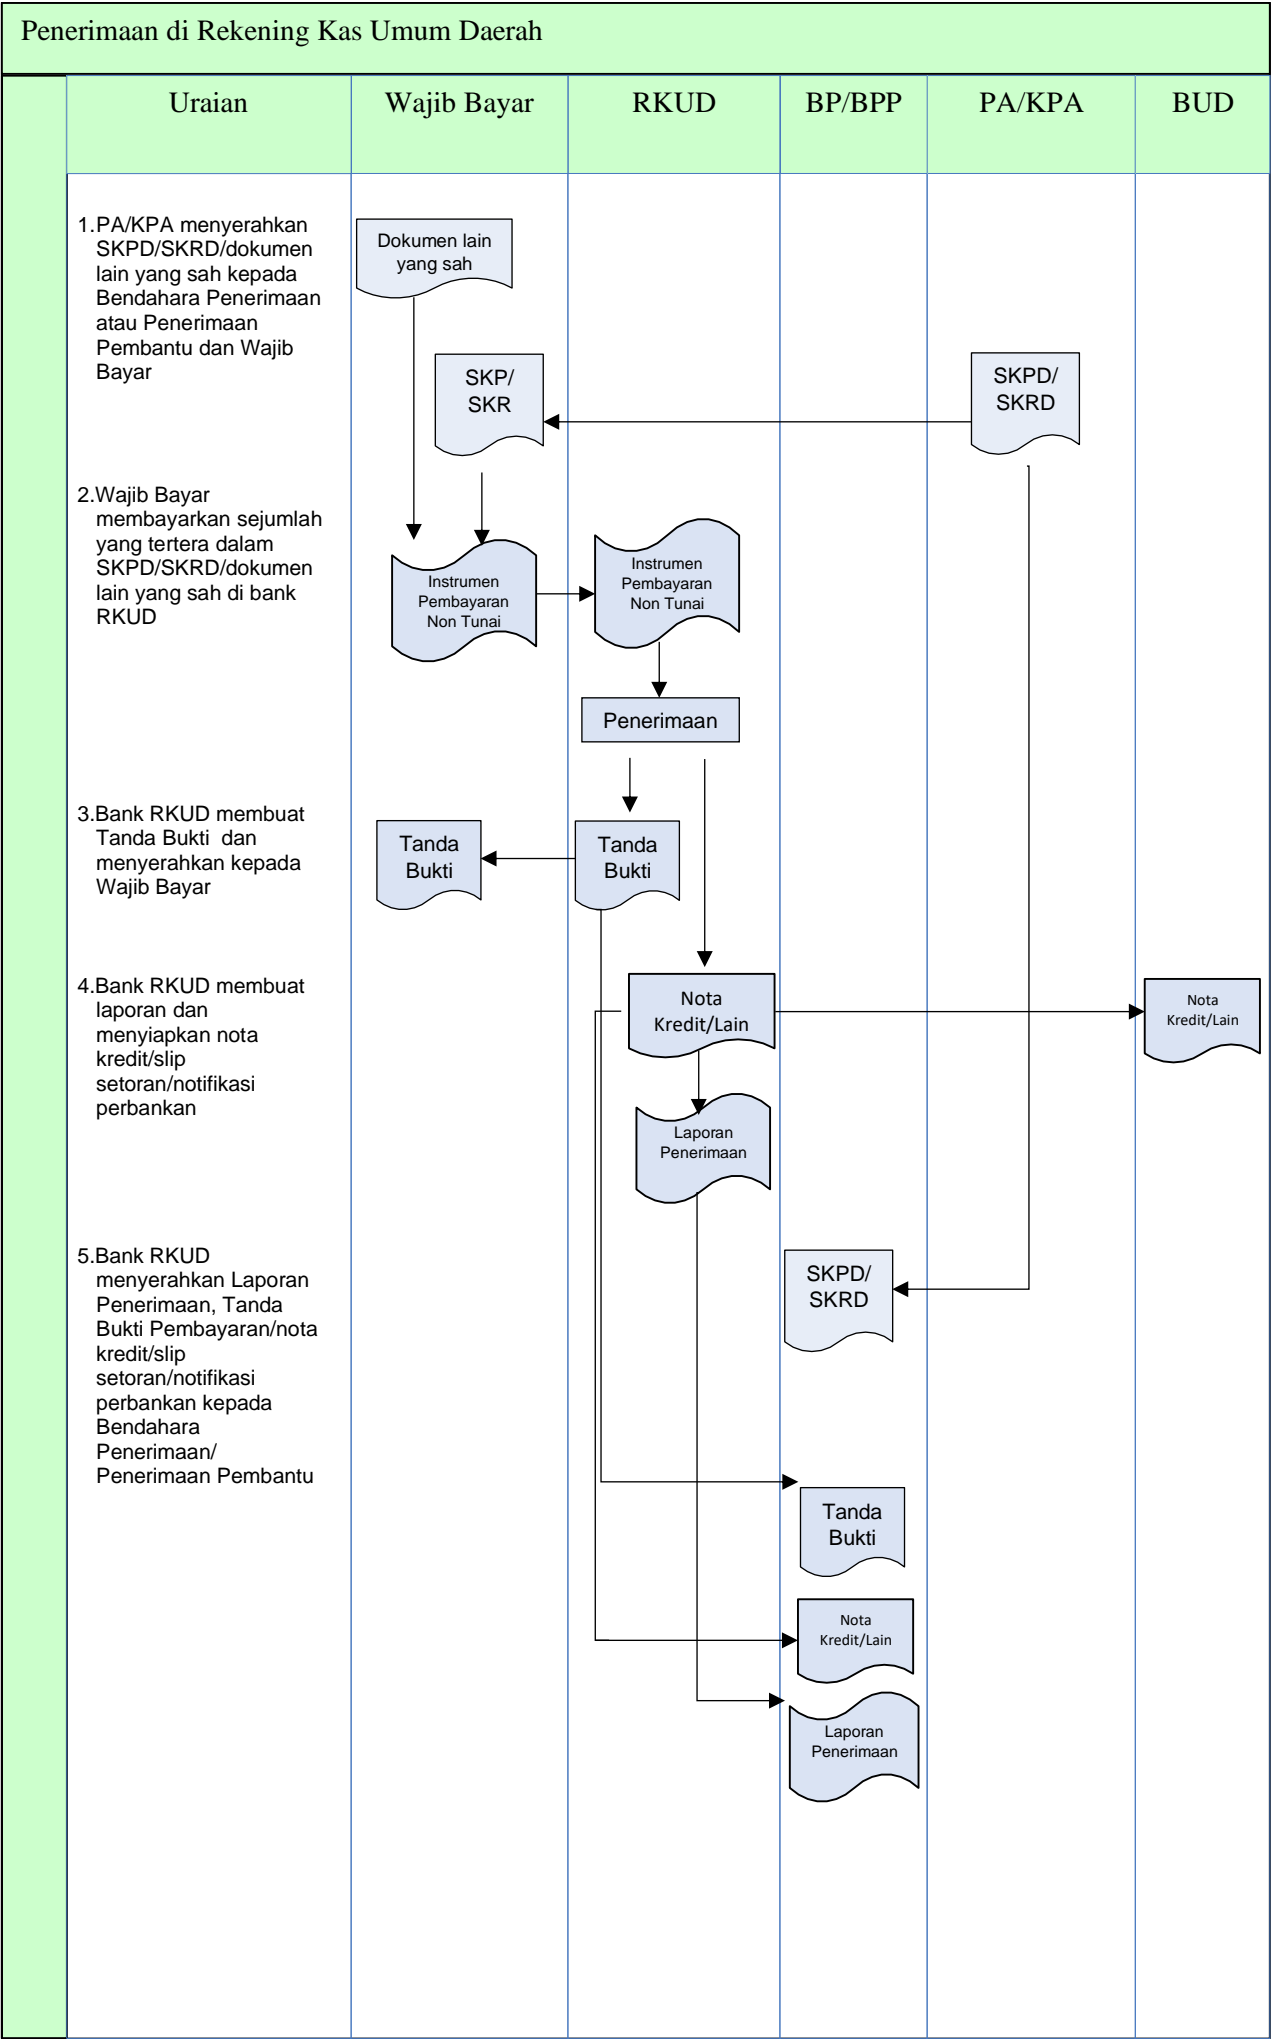 Penerimaan di Rekening Kas Umum Daerah
Uraian
Wajib Bayar
RKUD
BP/BPP
PA/KPA
BUD
1.PA/KPA menyerahkan
SKPD/SKRD/dokumen
lain yang sah kepada
Bendahara Penerimaan
atau Penerimaan
Pembantu dan Wajib
Bayar
Dokumen lain
yang sah
SKP/
SKR
SKPD/
SKRD
2.Wajib Bayar
membayarkan sejumlah
yang tertera dalam
SKPD/SKRD/dokumen
lain yang sah di bank
RKUD
Instrumen
Pembayaran
Non Tunai
Instrumen
Pembayaran
Non Tunai
Penerimaan
3.Bank RKUD membuat
Tanda Bukti  dan
menyerahkan kepada
Wajib Bayar
Tanda
Bukti
Tanda
Bukti
4.Bank RKUD membuat
laporan dan
menyiapkan nota
kredit/slip
setoran/notifikasi
perbankan
Nota
Kredit/Lain
Nota
Kredit/Lain
Laporan
Penerimaan
5.Bank RKUD
menyerahkan Laporan
Penerimaan, Tanda
Bukti Pembayaran/nota
kredit/slip
setoran/notifikasi
perbankan kepada
Bendahara
Penerimaan/
Penerimaan Pembantu
SKPD/
SKRD
Tanda
Bukti
Nota
Kredit/Lain
Laporan
Penerimaan